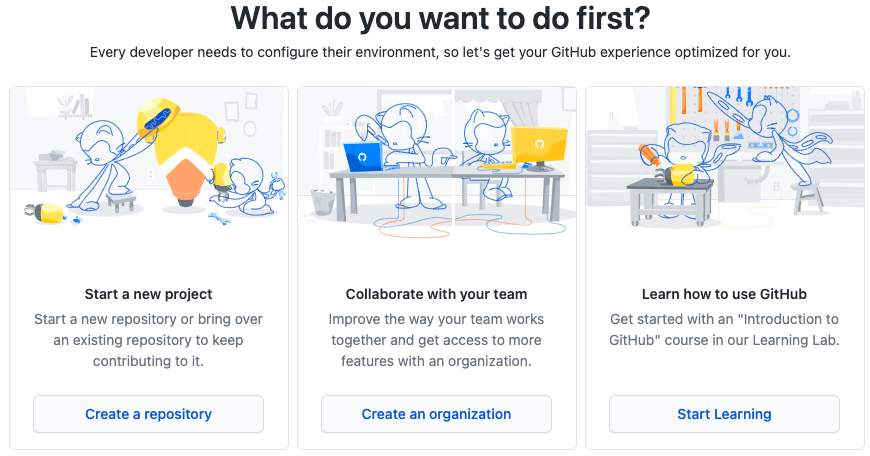 What do you want to do first?
Every developer needs to configure their environment, so let's get your GitHub experience optimized for you.
Start a new project
Start a new repository or bring over
an existing repository to keep
contributing to it.
Create a repository
Collaborate with your team
Improve the way your team works
together and get access to more
features with an organization.
Create an organization
Learn how to use GitHub
Get started with an "Introduction to
GitHub" course in our Learning Lab.
Start Learning